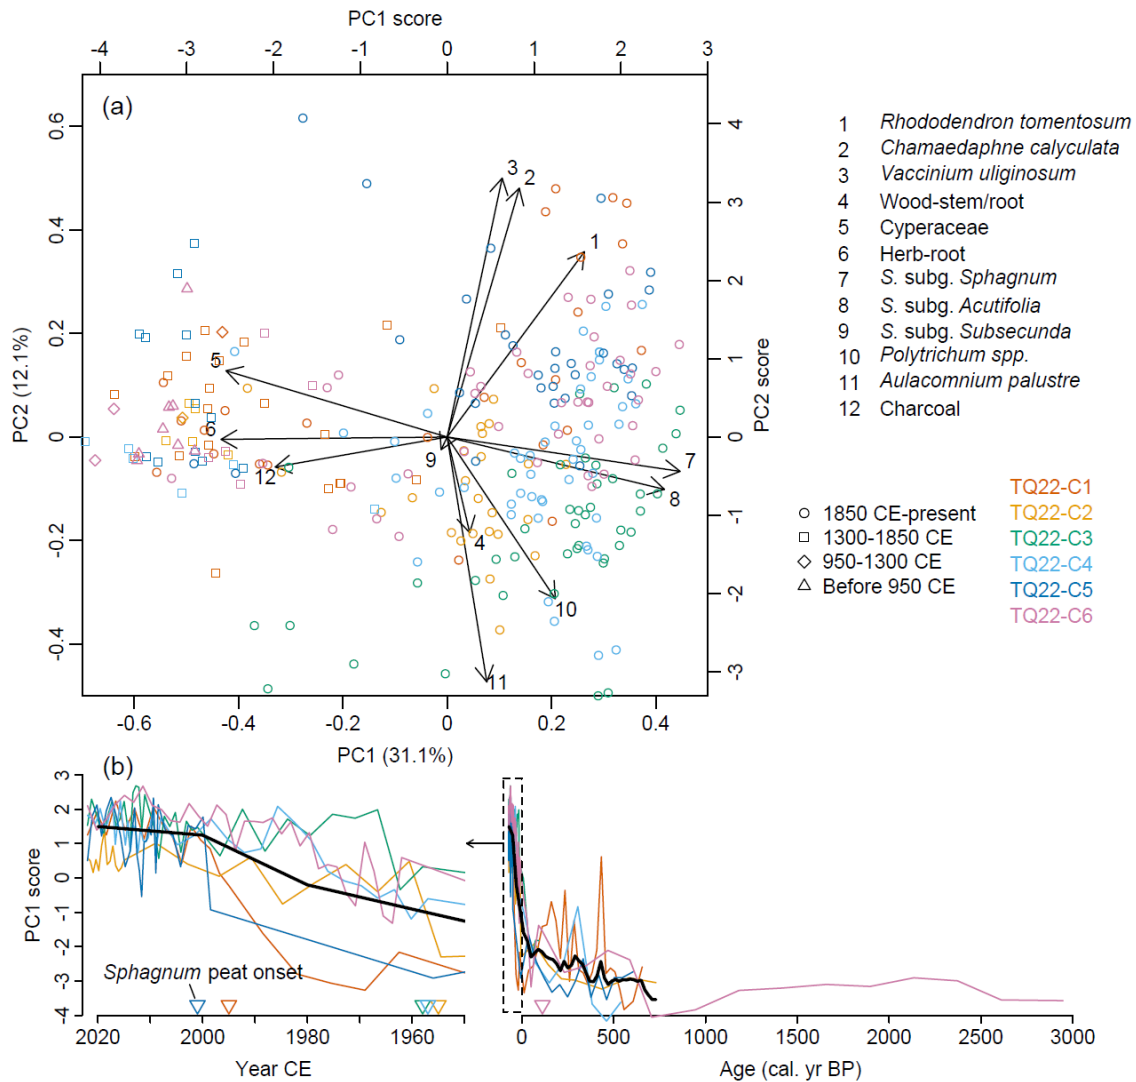 PC1 score
-4 -3 -2 -1 0 1 2 3
(a)
0.6
0.4
0.2
0
-0.2
-0.4
PC2 (12.1%)
4
3
2
1
0
-1
-2
-3
PC2 score
1
2
3
4
5
6
7
8
9
10
11
12
-0.6 -0.4 -0.2 0 0.2 0.4
PC1 (31.1%)
1 Rhododendron tomentosum
2 Chamaedaphne calyculata
3 Vaccinium uliginosum
4 Wood-stem/root
5 Cyperaceae
6 Herb-root
7 S. subg. Sphagnum
8 S. subg. Acutifolia
9 S. subg. Subsecunda
10 Polytrichum spp.
11 Aulacomnium palustre
12 Charcoal
1850 CE-present
1300-1850 CE
950-1300 CE
Before 950 CE
TQ22-C1
TQ22-C2
TQ22-C3
TQ22-C4
TQ22-C5
TQ22-C6
(b)
3
2
1
0
-1
-2
-3
-4
PC1 score
Sphagnum peat onset
2020 2000 1980 1960
Year CE
0 500 1000 1500 2000 2500 3000
Age (cal. yr BP)